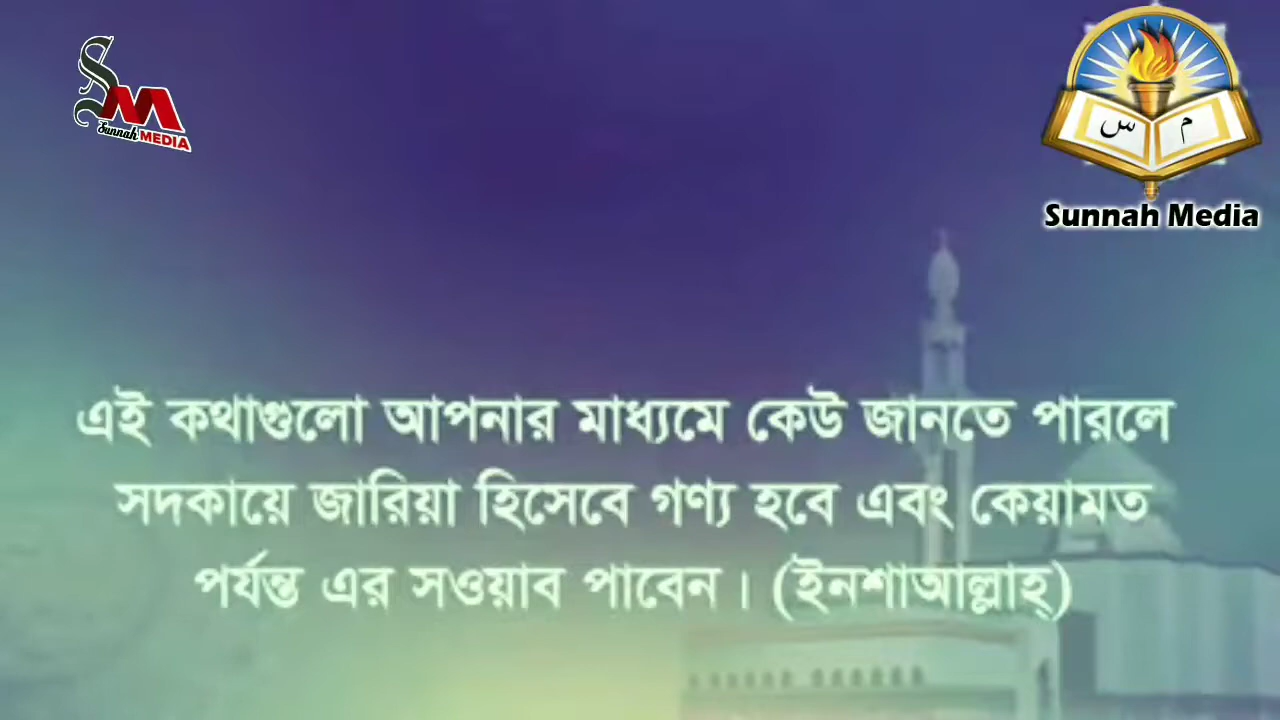 SM
Sunnah MEDIA
س م
Sunnah Media
এই কথাগুলো আপনার মাধ্যমে কেউ জানতে পারলে
সদকায়ে জারিয়া হিসেবে গণ্য হবে এবং কেয়ামত
পর্যন্ত এর সওয়াব পাবেন। (ইনশাআল্লাহ্)